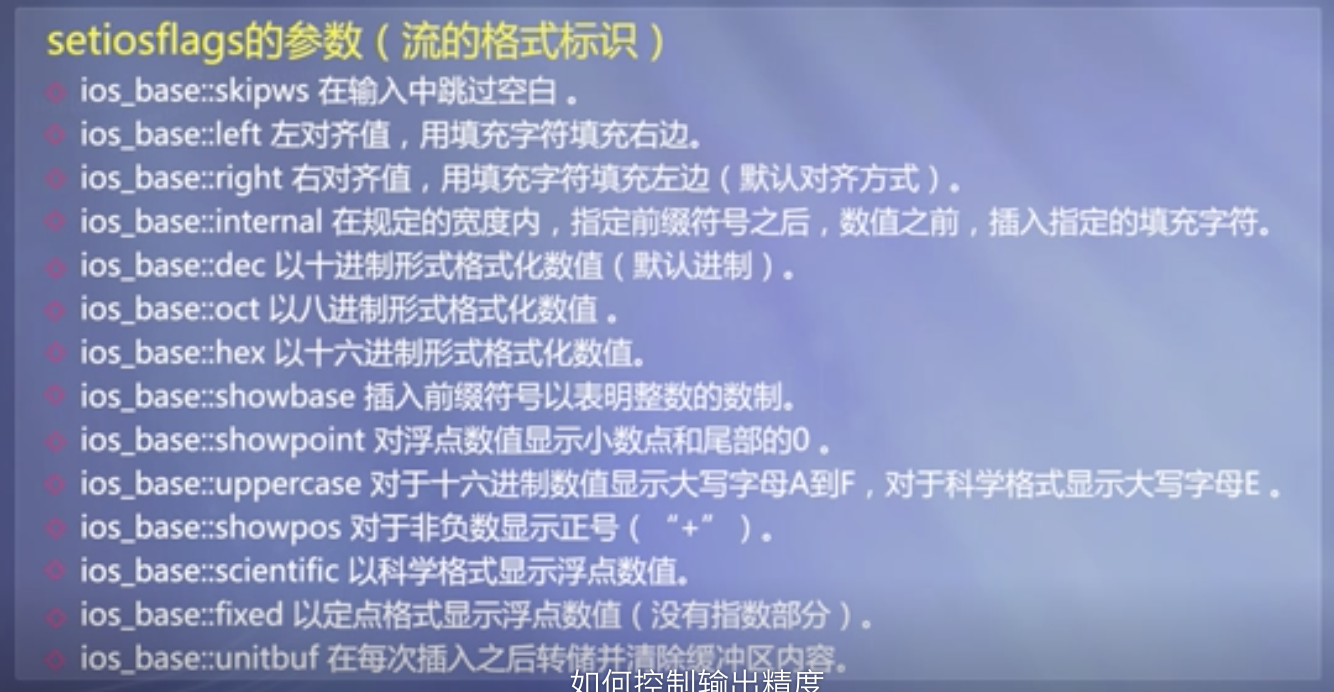 setiosflags的参数（流的格式标识）
ios_base::skipws 在输入中跳过空白 。
ios_base::left 左对齐值，用填充字符填充右边。
ios_base::right 右对齐值，用填充字符填充左边（默认对齐方式）。
ios_base::internal 在规定的宽度内，指定前缀符号之后，数值之前，插入指定的填充字符。
ios_base::dec 以十进制形式格式化数值（默认进制）。
ios_base::oct 以八进制形式格式化数值 。
ios_base::hex 以十六进制形式格式化数值。
ios_base::showbase 插入前缀符号以表明整数的数制。
ios_base::showpoint 对浮点数值显示小数点和尾部的0 。
ios_base::uppercase 对于十六进制数值显示大写字母A到F，对于科学格式显示大写字母E 。
ios_base::showpos 对于非负数显示正号（ “+” ）。
ios_base::scientific 以科学格式显示浮点数值。
ios_base::fixed 以定点格式显示浮点数值（没有指数部分）。
ios_base::unitbuf 在每次插入之后转储并清除缓冲区内容。
如何控制输出精度